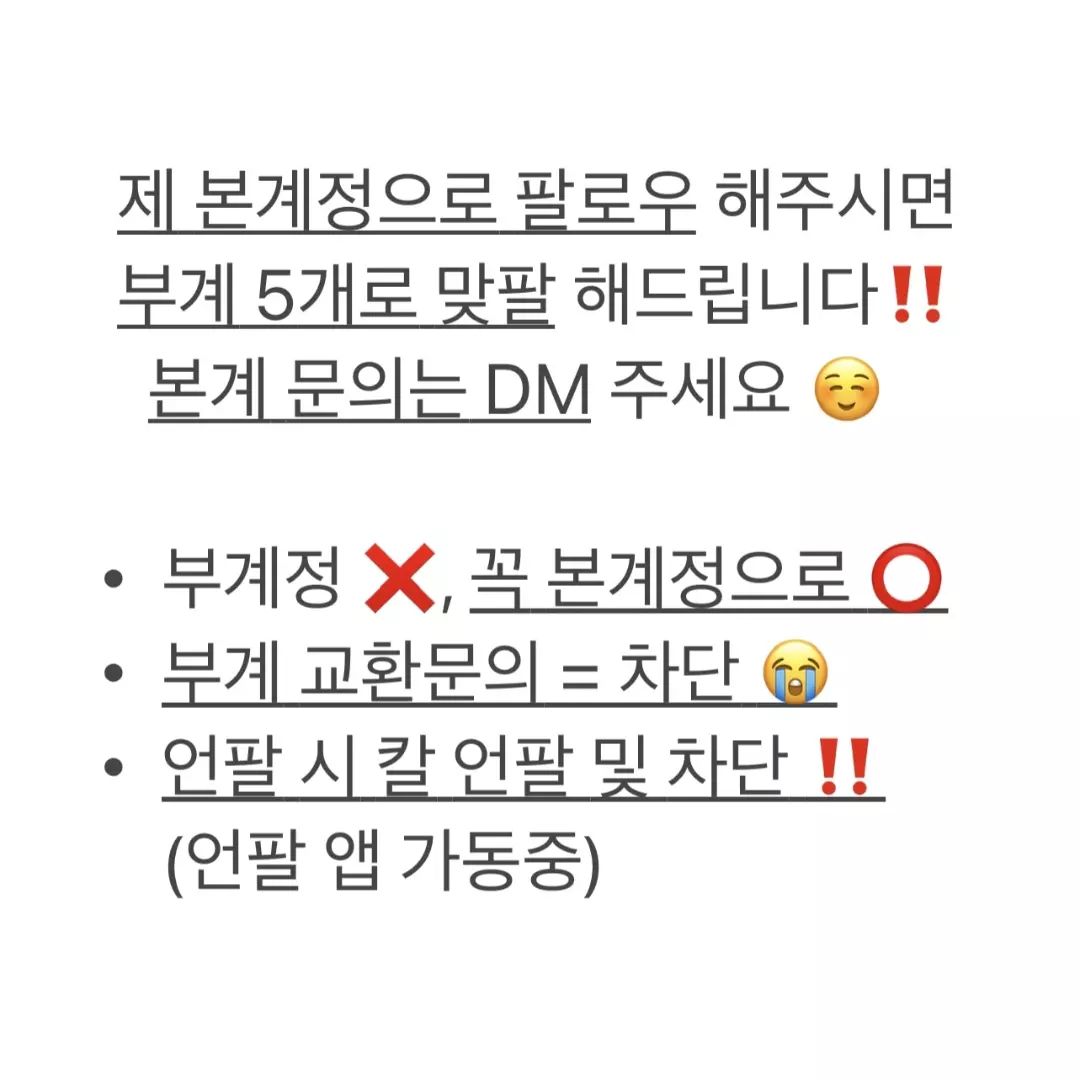 제 본계정으로 팔로우 해주시면
부계 5개로 맞팔 해드립니다‼️
본계 문의는 DM 주세요 ☺️
• 부계정 ❌, 꼭 본계정으로 ⭕
• 부계 교환문의 = 차단 😭
• 언팔 시 칼 언팔 및 차단 ‼️
(언팔 앱 가동중)